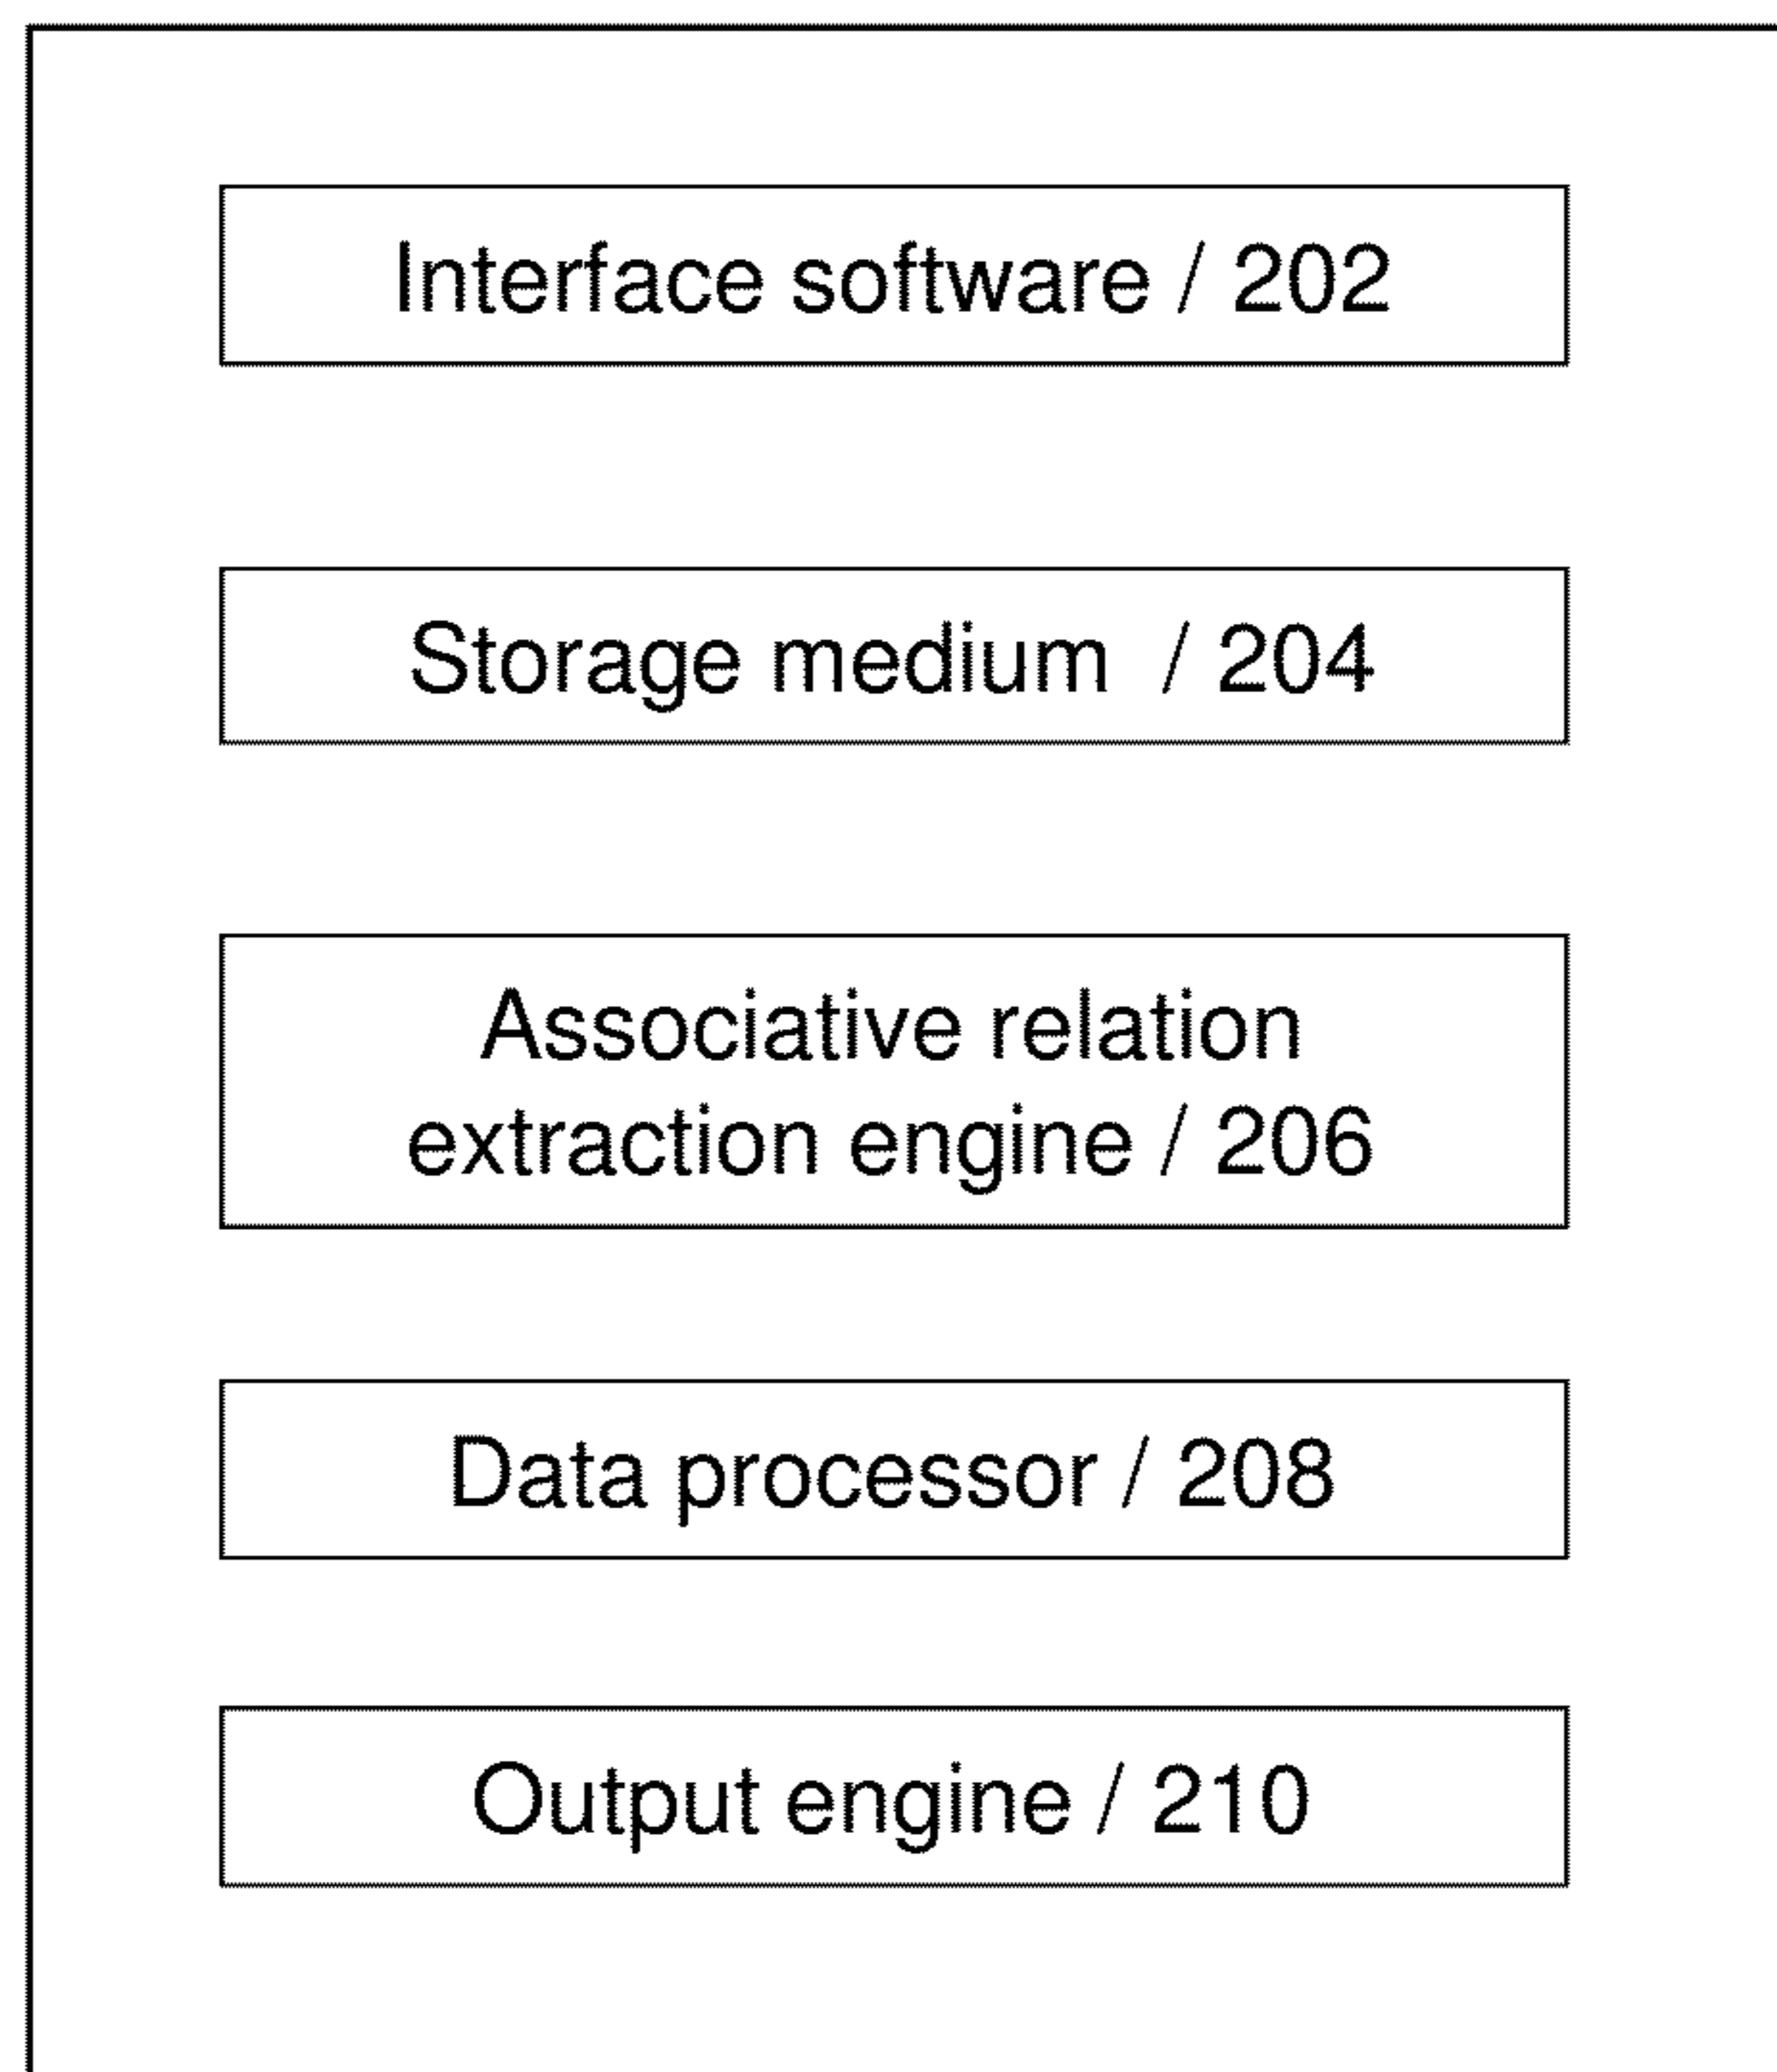 Interface software / 202
Storage medium / 204
Associative relation
extraction engine / 206
Data processor / 208
Output engine / 210